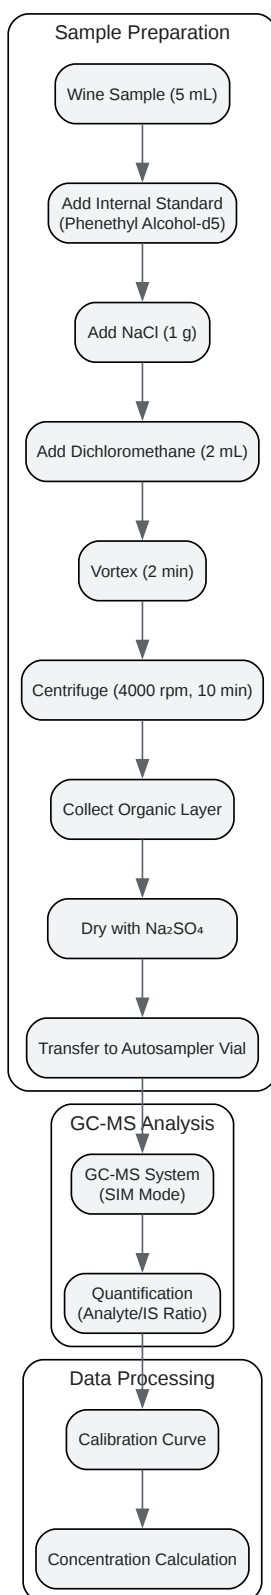 Sample Preparation
Wine Sample (5 mL)
Add Internal Standard
(Phenethyl Alcohol-d5)
Add NaCl (1 g)
Add Dichloromethane (2 mL)
Vortex (2 min)
Centrifuge (4000 rpm, 10 min)
Collect Organic Layer
Dry with Na₂SO₄
Transfer to Autosampler Vial
GC-MS Analysis
GC-MS System
(SIM Mode)
Quantification
(Analyte/IS Ratio)
Data Processing
Calibration Curve
Concentration Calculation